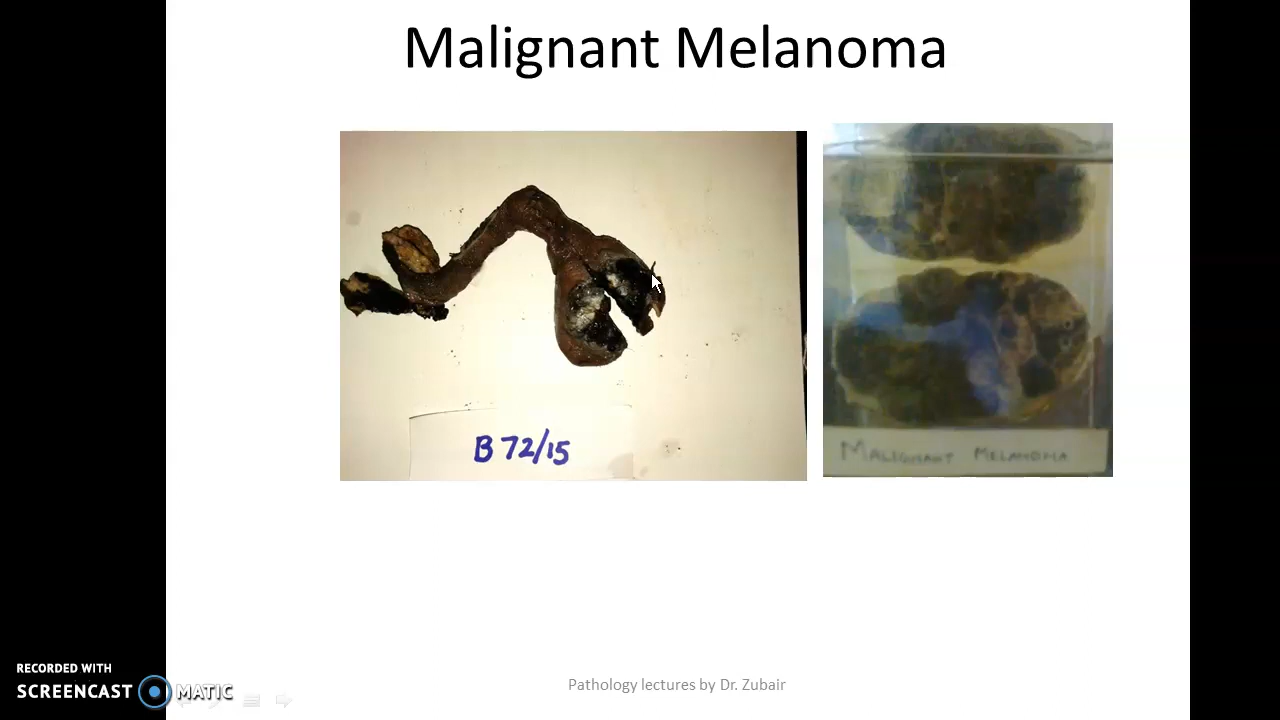 Malignant Melanoma
B 72/15
MALIGNANT MELANOMA
Pathology lectures by Dr. Zubair
RECORDED WITH
SCREENCAST MATIC